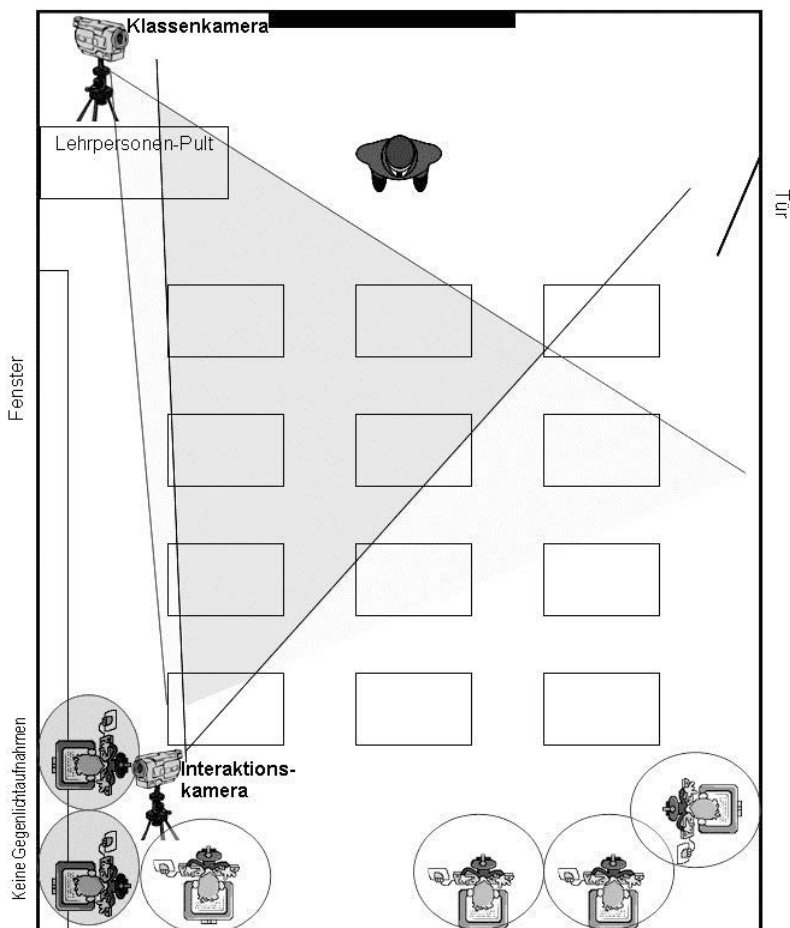 Klassenkamera
Lehrpersonen-Pult
Tür
Fenster
Keine Gegenlichtaufnahmen
Interaktions-
kamera